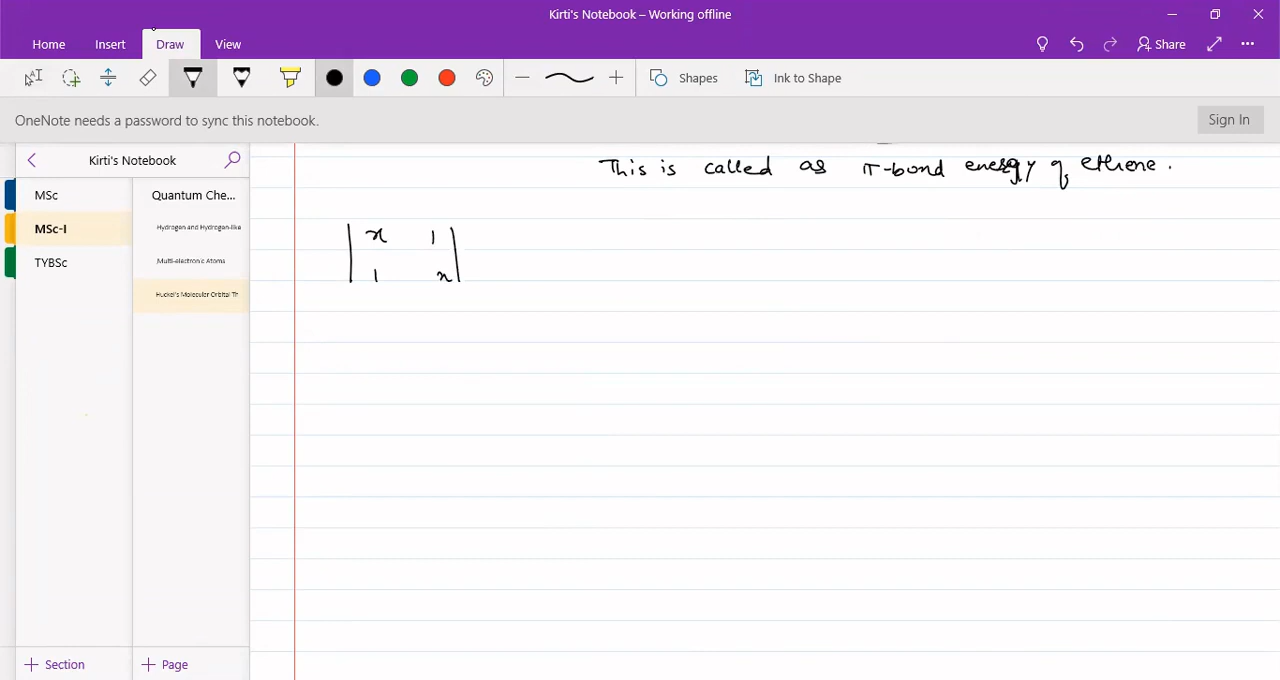 Kirti's Notebook – Working offline
Home Insert Draw View Share
Shapes Ink to Shape
OneNote needs a password to sync this notebook. Sign In
Kirti's Notebook
MSc
MSc-I
TYBSc
Quantum Che...
Hydrogen and Hydrogen-like
Multi-electronic Atoms
Huckel's Molecular Orbital Th
This is called as π-bond energy of ethene.
x 1
1 x
Section Page